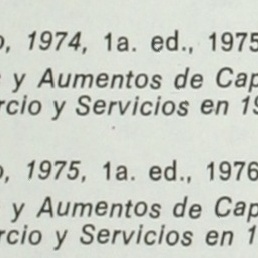 o, 1974, 1a. ed., 1975
y Aumentos de Cap
rcio y Servicios en 19
o, 1975, 1a. ed., 1976
y Aumentos de Cap
rcio y Servicios en 1